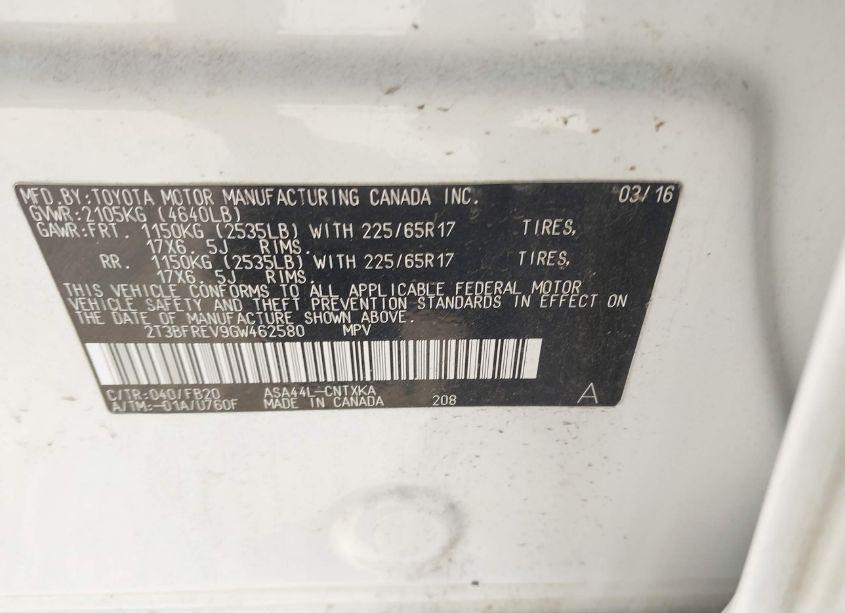 MFD. BY: TOYOTA MOTOR MANUFACTURING CANADA INC. 03/16
GVWR: 2105KG (4640LB)
GAWR: FRT. 1150KG (2535LB) WITH 225/65R17 TIRES,
17X6. 5J RIMS.
RR. 1150KG (2535LB) WITH 225/65R17 TIRES,
17X6. 5J RIMS.
THIS VEHICLE CONFORMS TO ALL APPLICABLE FEDERAL MOTOR
VEHICLE SAFETY AND THEFT PREVENTION STANDARDS IN EFFECT ON
THE DATE OF MANUFACTURE SHOWN ABOVE.
2T3BFREV9GW462580 MPV
C/TR: 040/FB20 ASA44L-CNTXKA
A/TM: -01A/U760F MADE IN CANADA 208 A